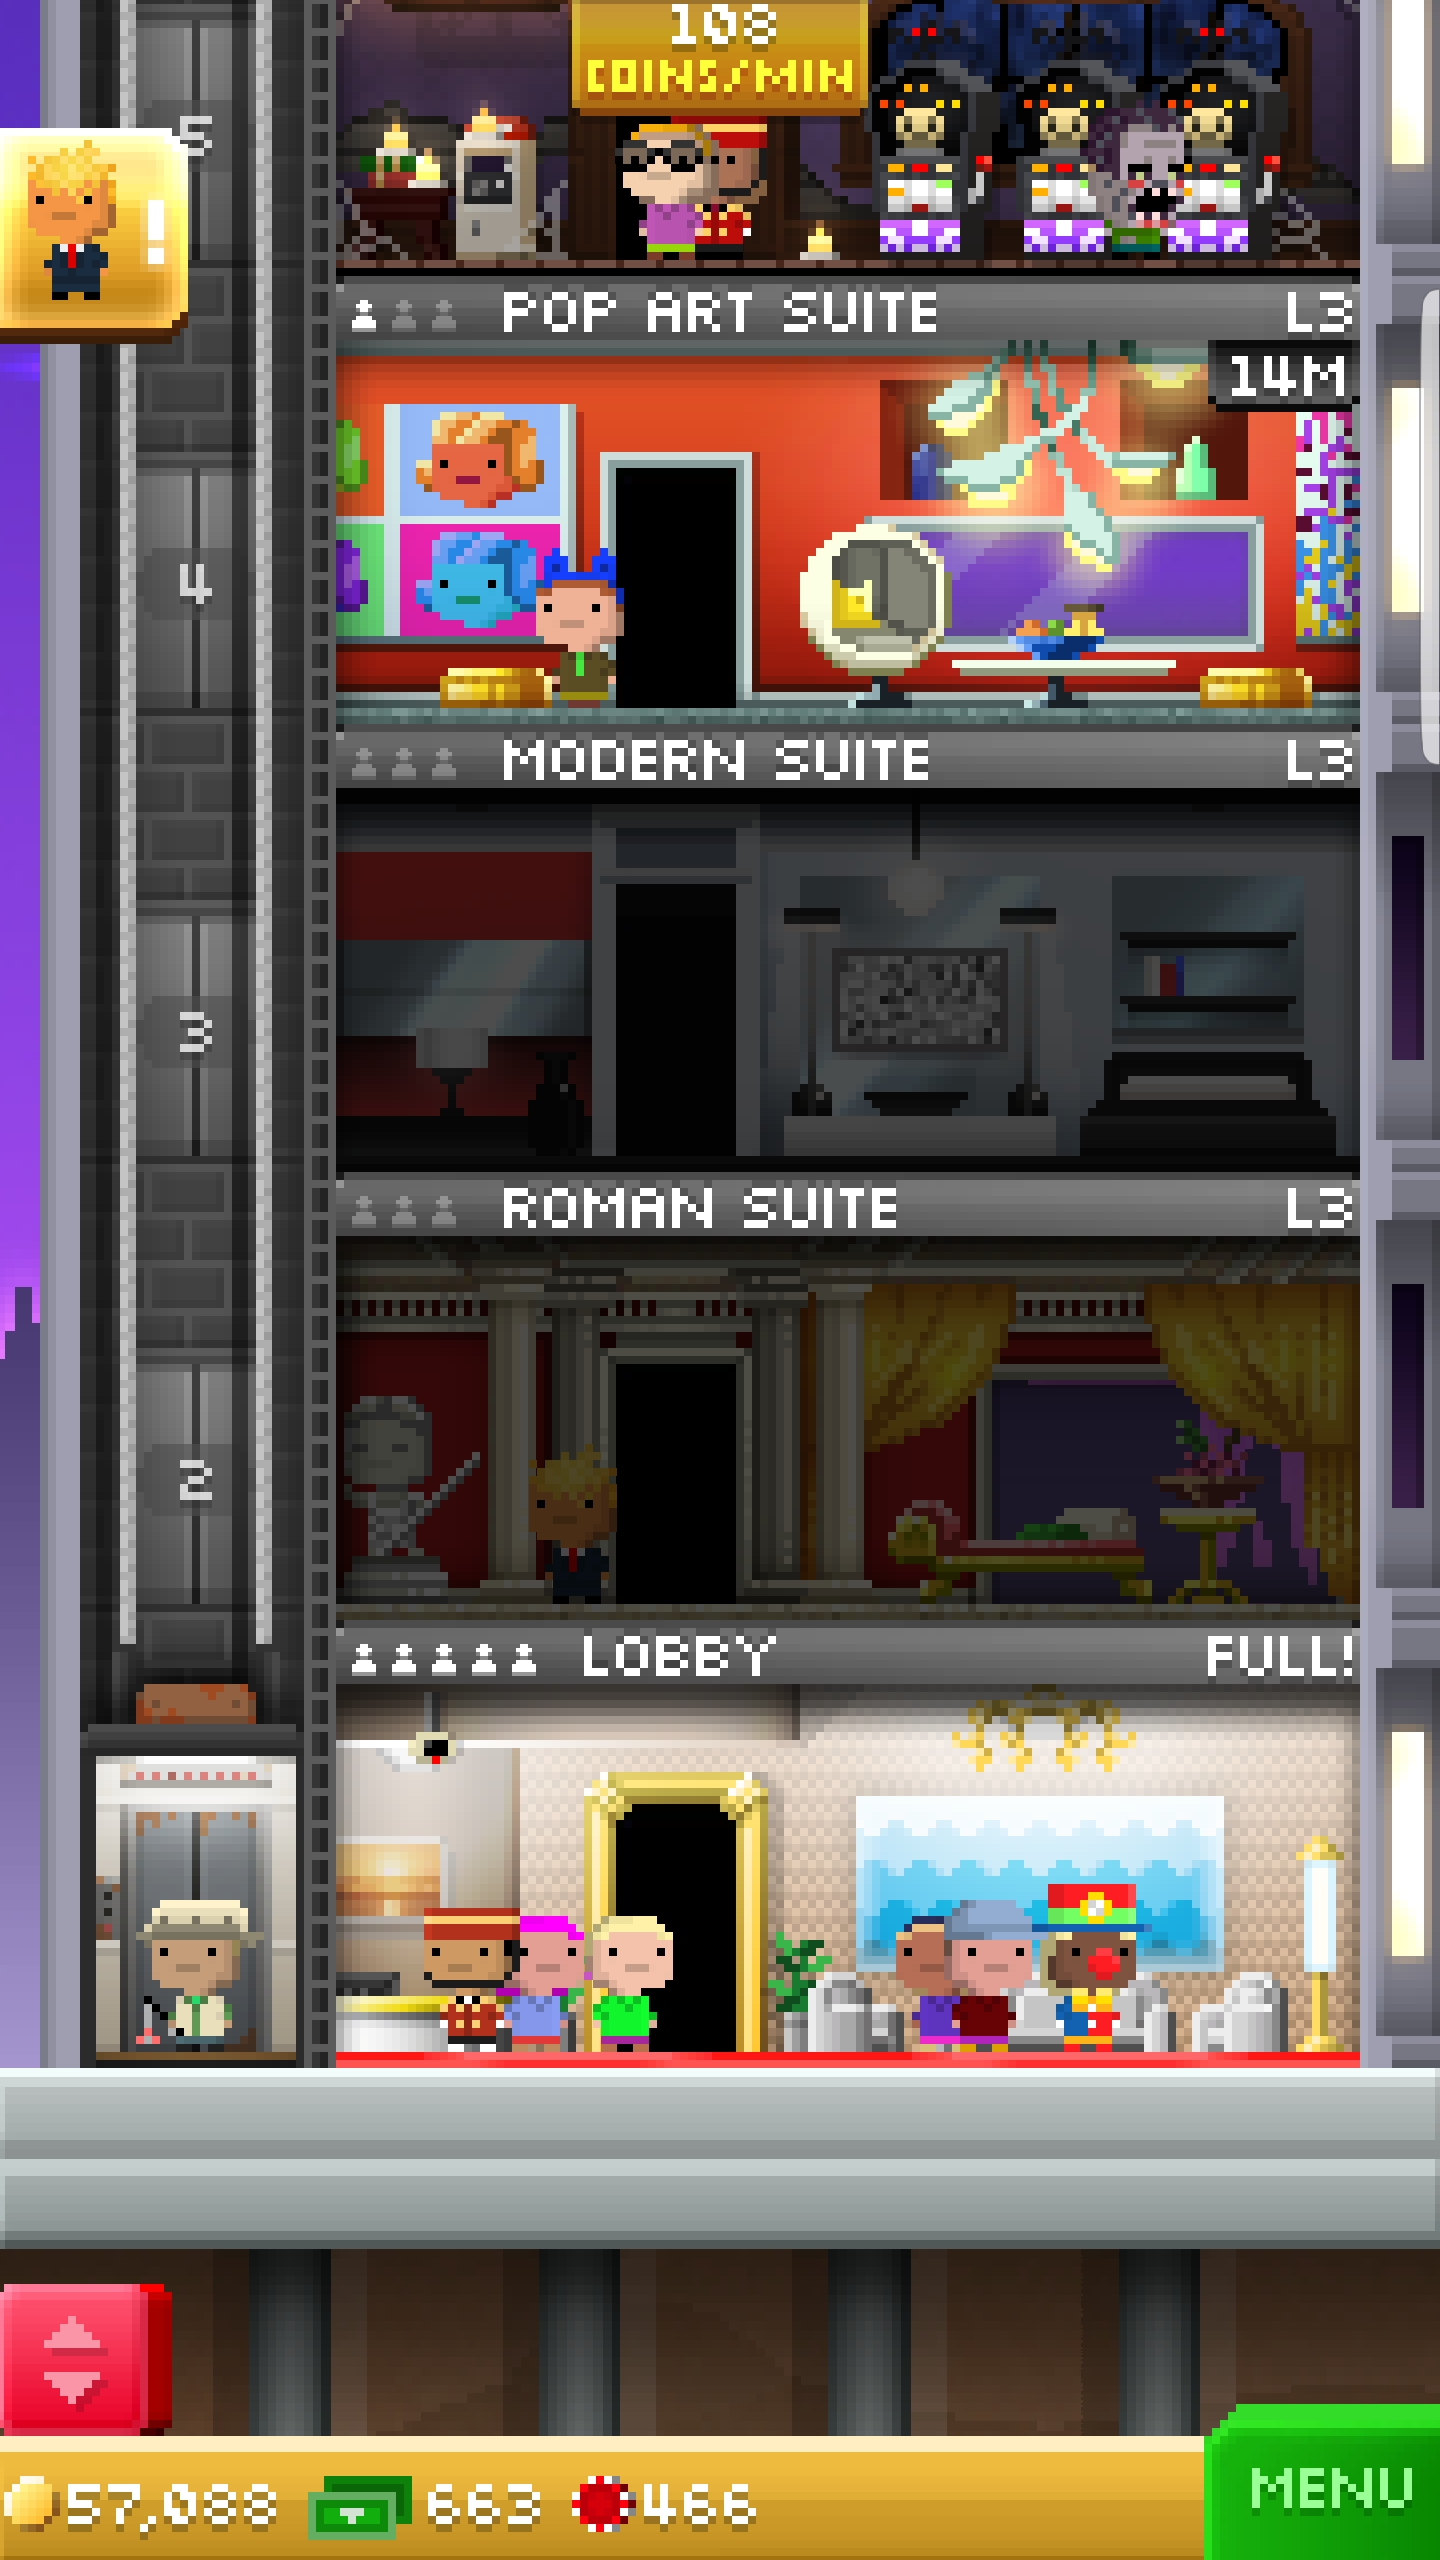 108
COINS/MIN
5
!
POP ART SUITE L3
14M
4
MODERN SUITE L3
3
ROMAN SUITE L3
2
LOBBY FULL!
57,088 663 466
MENU